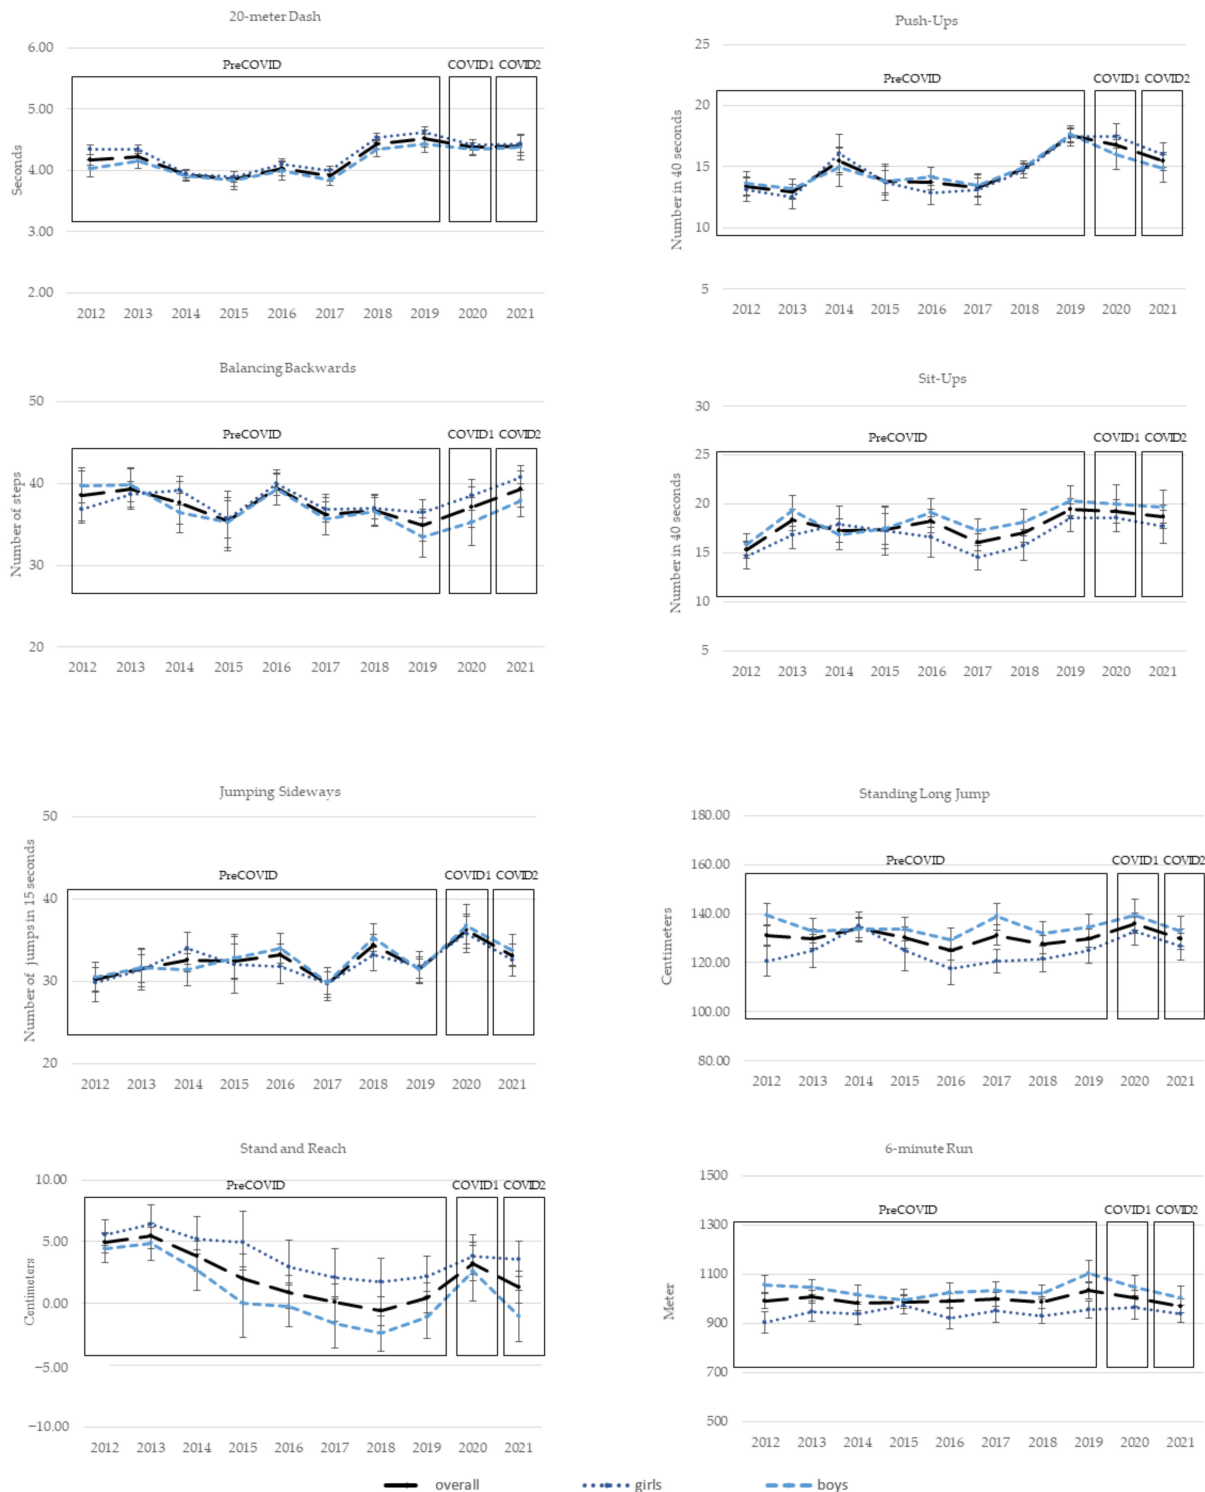 20-meter Dash
6.00
PreCOVID
COVID1
COVID2
5.00
Seconds
4.00
3.00
2.00
2012 2013 2014 2015 2016 2017 2018 2019 2020 2021
Push-Ups
25
PreCOVID
COVID1
COVID2
20
Number in 40 seconds
15
10
5
2012 2013 2014 2015 2016 2017 2018 2019 2020 2021
Balancing Backwards
50
PreCOVID
COVID1
COVID2
40
Number of steps
30
20
2012 2013 2014 2015 2016 2017 2018 2019 2020 2021
Sit-Ups
30
PreCOVID
COVID1
COVID2
25
20
Number in 40 seconds
15
10
5
2012 2013 2014 2015 2016 2017 2018 2019 2020 2021
Jumping Sideways
50
PreCOVID
COVID1
COVID2
40
Number of jumps in 15 seconds
30
20
2012 2013 2014 2015 2016 2017 2018 2019 2020 2021
Standing Long Jump
180.00
160.00
PreCOVID
COVID1
COVID2
140.00
Centimeters
120.00
100.00
80.00
2012 2013 2014 2015 2016 2017 2018 2019 2020 2021
Stand and Reach
10.00
PreCOVID
COVID1
COVID2
5.00
Centimeters
0.00
−5.00
−10.00
2012 2013 2014 2015 2016 2017 2018 2019 2020 2021
6-minute Run
1500
1300
PreCOVID
COVID1
COVID2
1100
Meter
900
700
500
2012 2013 2014 2015 2016 2017 2018 2019 2020 2021
overall girls boys